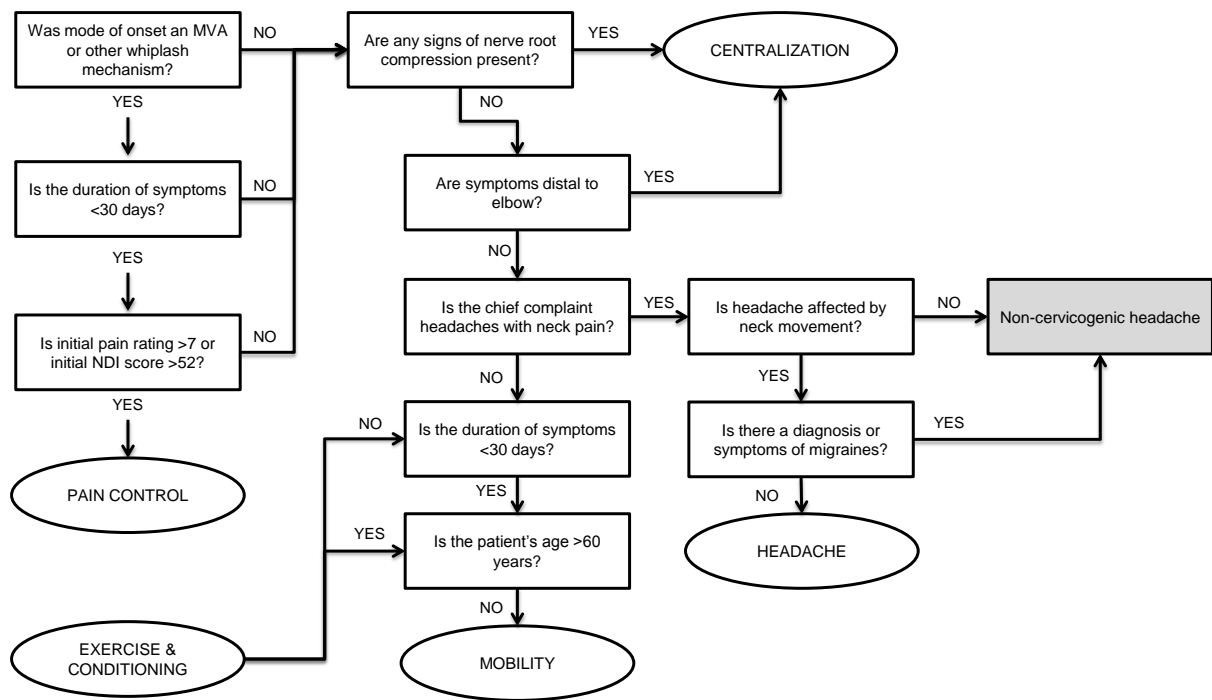 Was mode of onset an MVA
or other whiplash
mechanism?
NO
Are any signs of nerve root
compression present?
YES
CENTRALIZATION
YES
NO
Is the duration of symptoms
<30 days?
NO
Are symptoms distal to
elbow?
YES
YES
NO
Is initial pain rating >7 or
initial NDI score >52?
NO
Is the chief complaint
headaches with neck pain?
YES
Is headache affected by
neck movement?
NO
Non-cervicogenic headache
YES
NO
YES
PAIN CONTROL
NO
Is the duration of symptoms
<30 days?
Is there a diagnosis or
symptoms of migraines?
YES
YES
NO
YES
Is the patient’s age >60
years?
HEADACHE
NO
EXERCISE &
CONDITIONING
MOBILITY